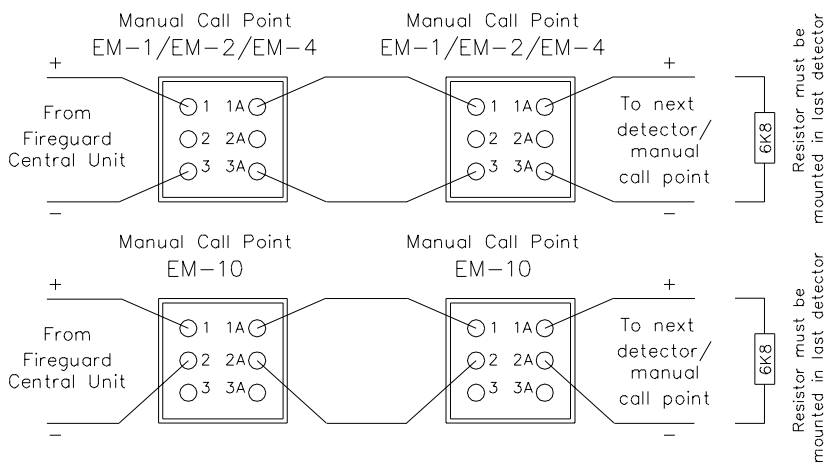 Manual Call Point
EM-1/EM-2/EM-4
Manual Call Point
EM-1/EM-2/EM-4
+
From
Fireguard
Central Unit
-
1 1A
2 2A
3 3A
1 1A
2 2A
3 3A
+
To next
detector/
manual
call point
-
6K8
Resistor must be
mounted in last detector
Manual Call Point
EM-10
Manual Call Point
EM-10
+
From
Fireguard
Central Unit
-
1 1A
2 2A
3 3A
1 1A
2 2A
3 3A
+
To next
detector/
manual
call point
-
6K8
Resistor must be
mounted in last detector